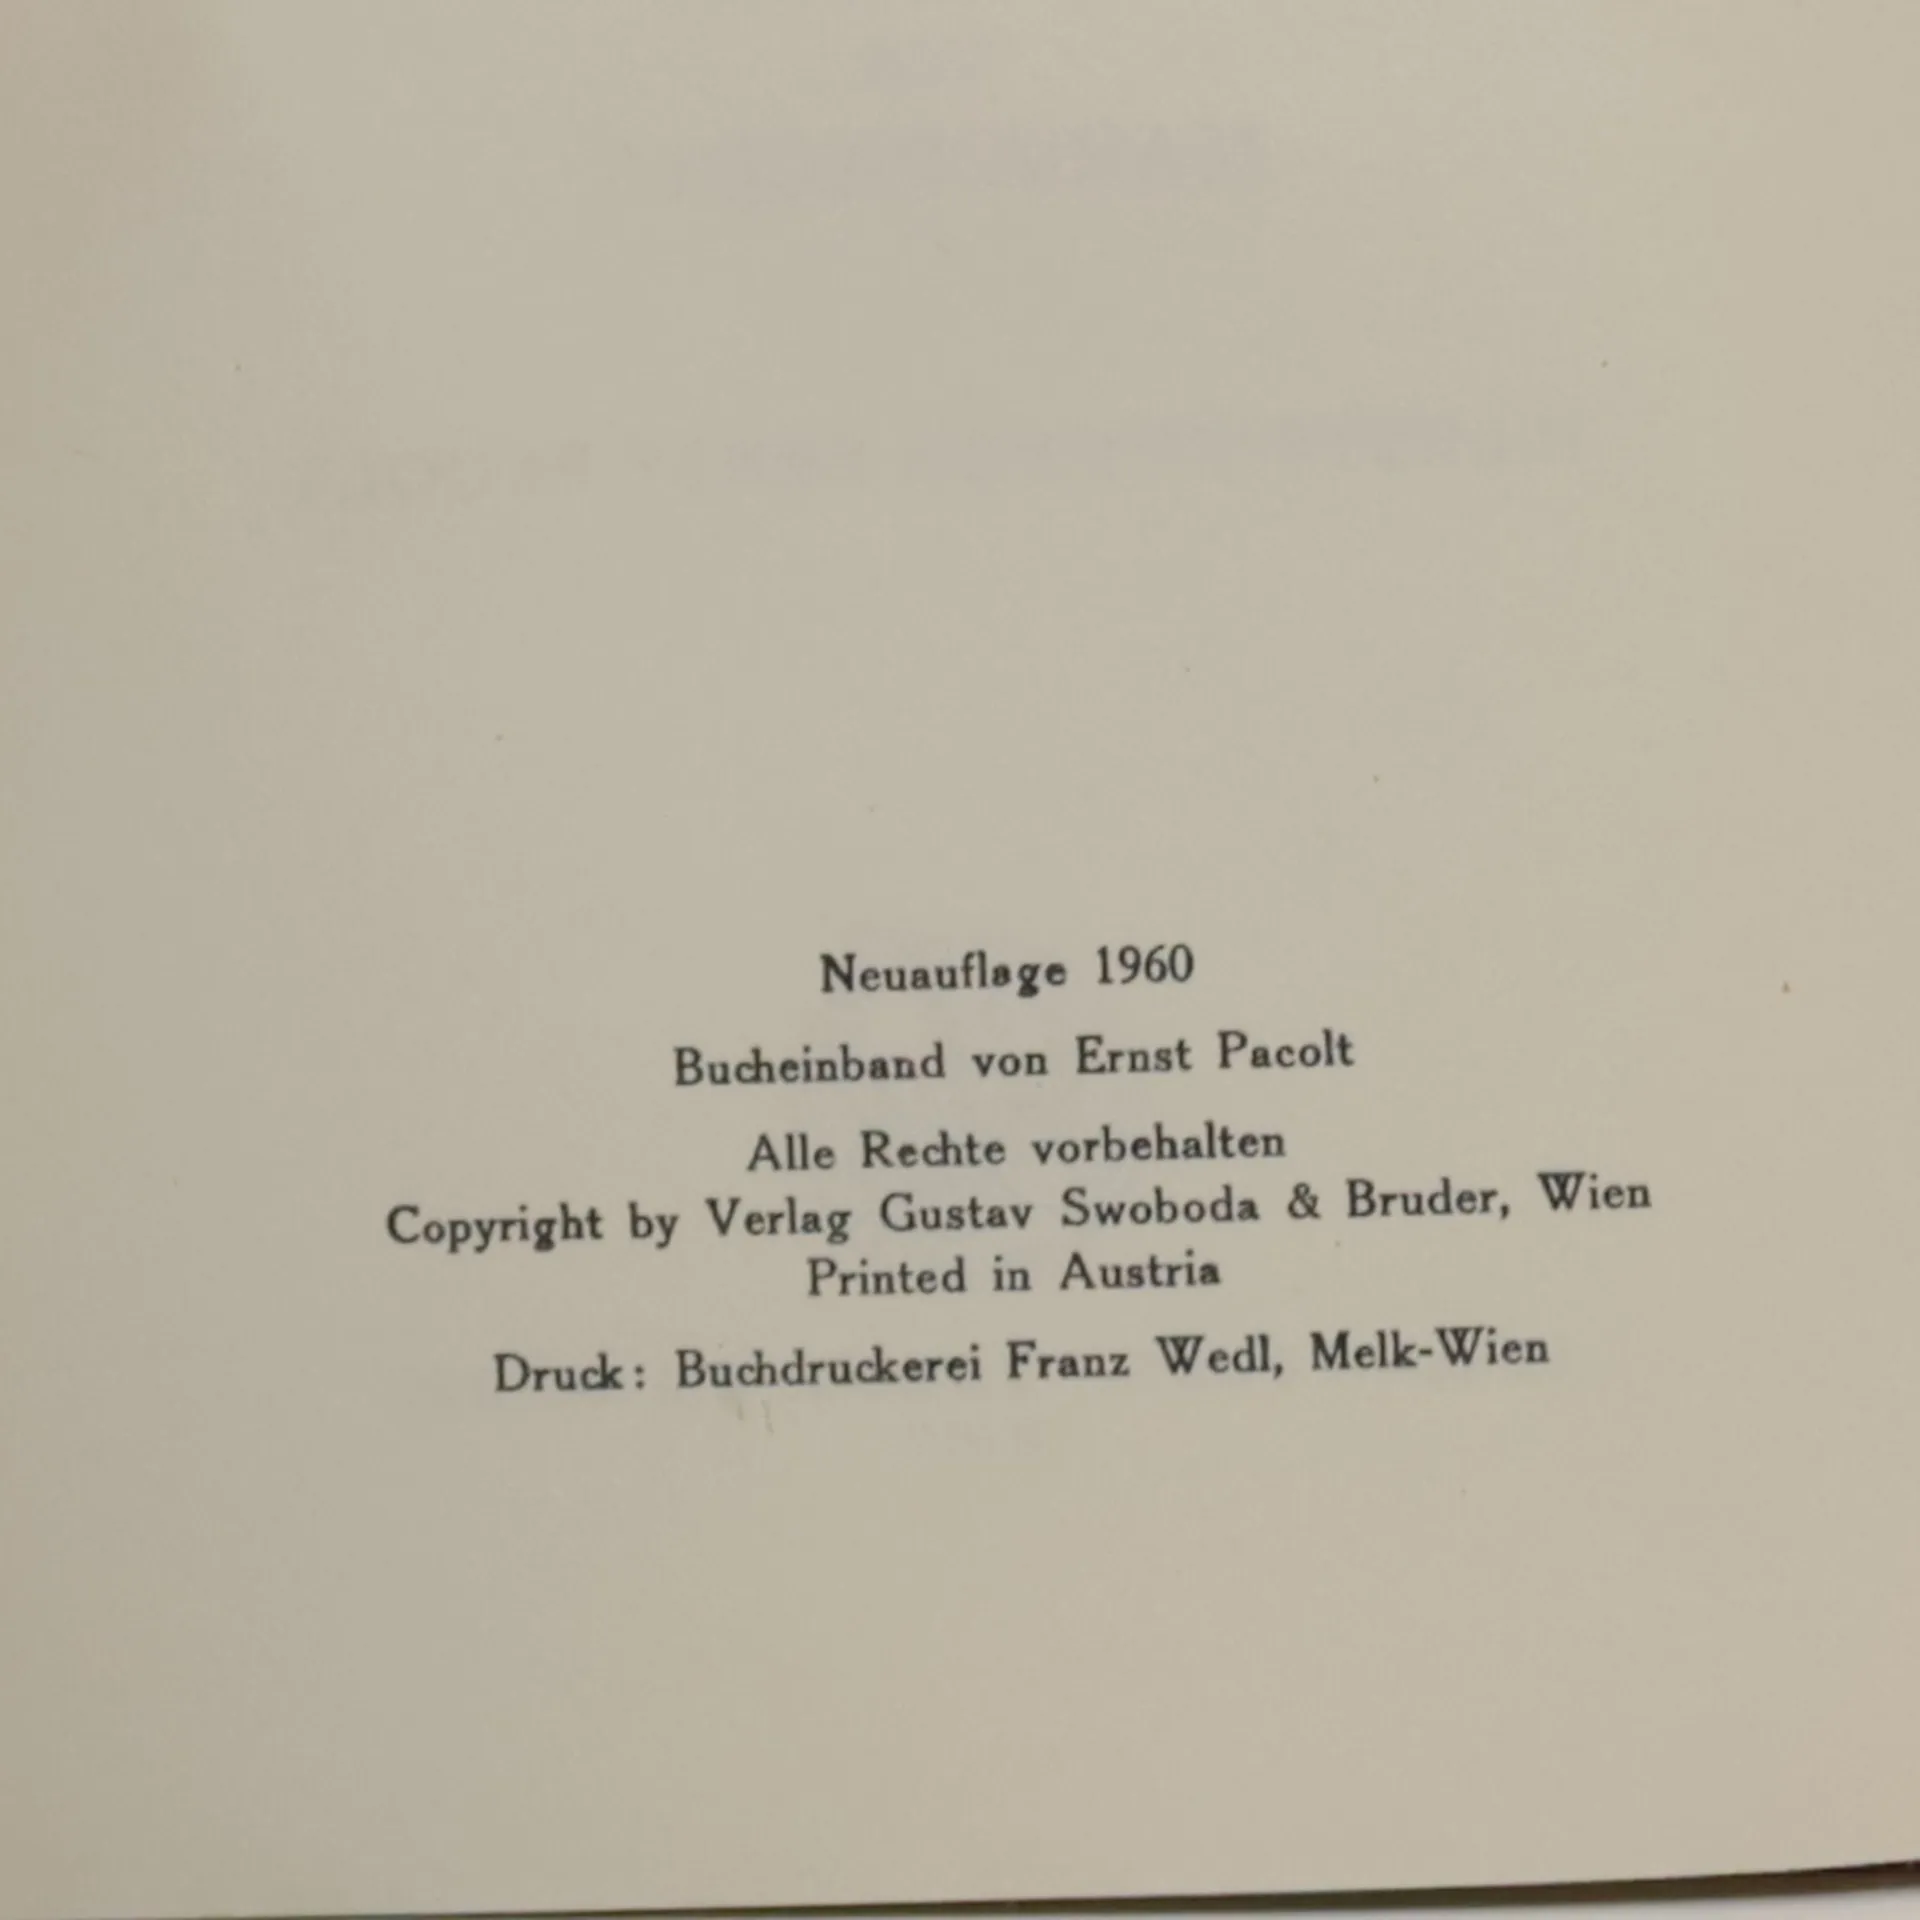 Neuauflage 1960
Bucheinband von Ernst Pacolt
Alle Rechte vorbehalten
Copyright by Verlag Gustav Swoboda & Bruder, Wien
Printed in Austria
Druck: Buchdruckerei Franz Wedl, Melk-Wien